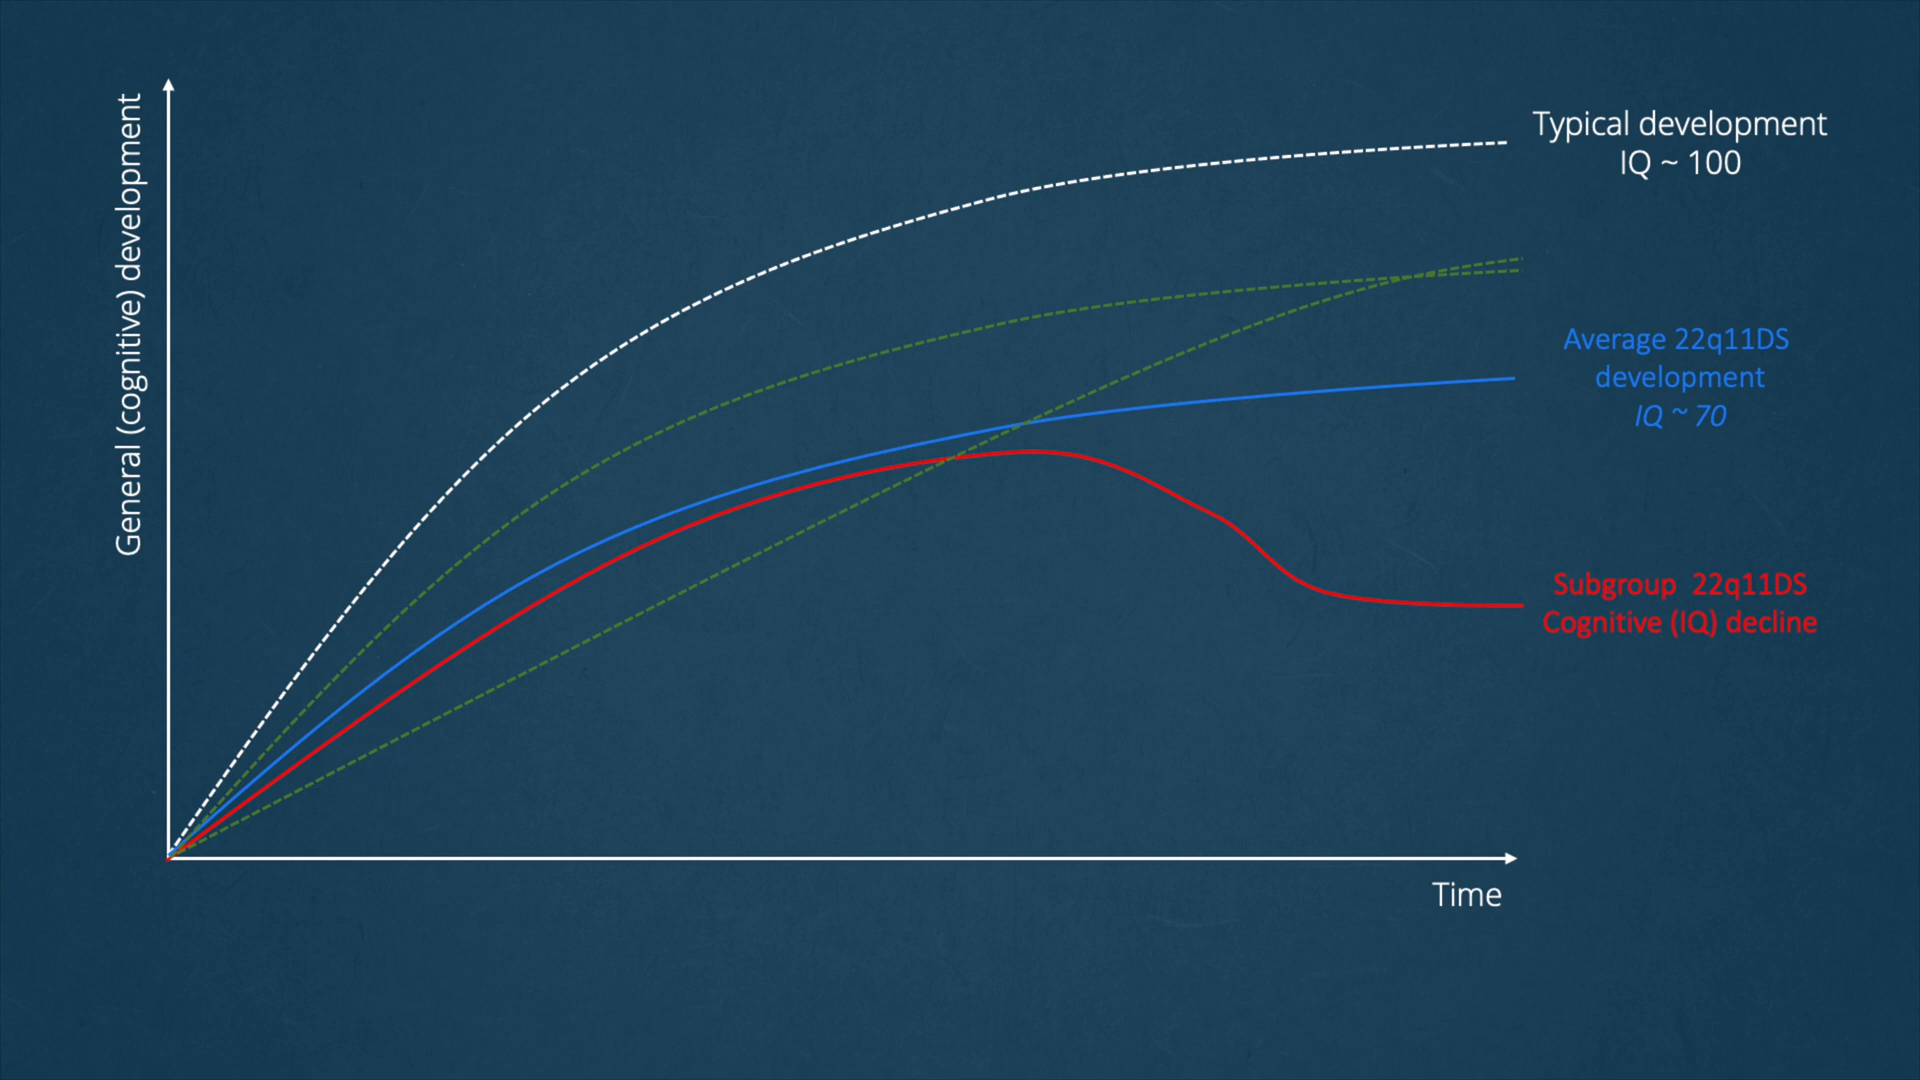 General (cognitive) development
Typical development
IQ ~ 100
Average 22q11DS
development
IQ ~ 70
Subgroup  22q11DS
Cognitive (IQ) decline
Time